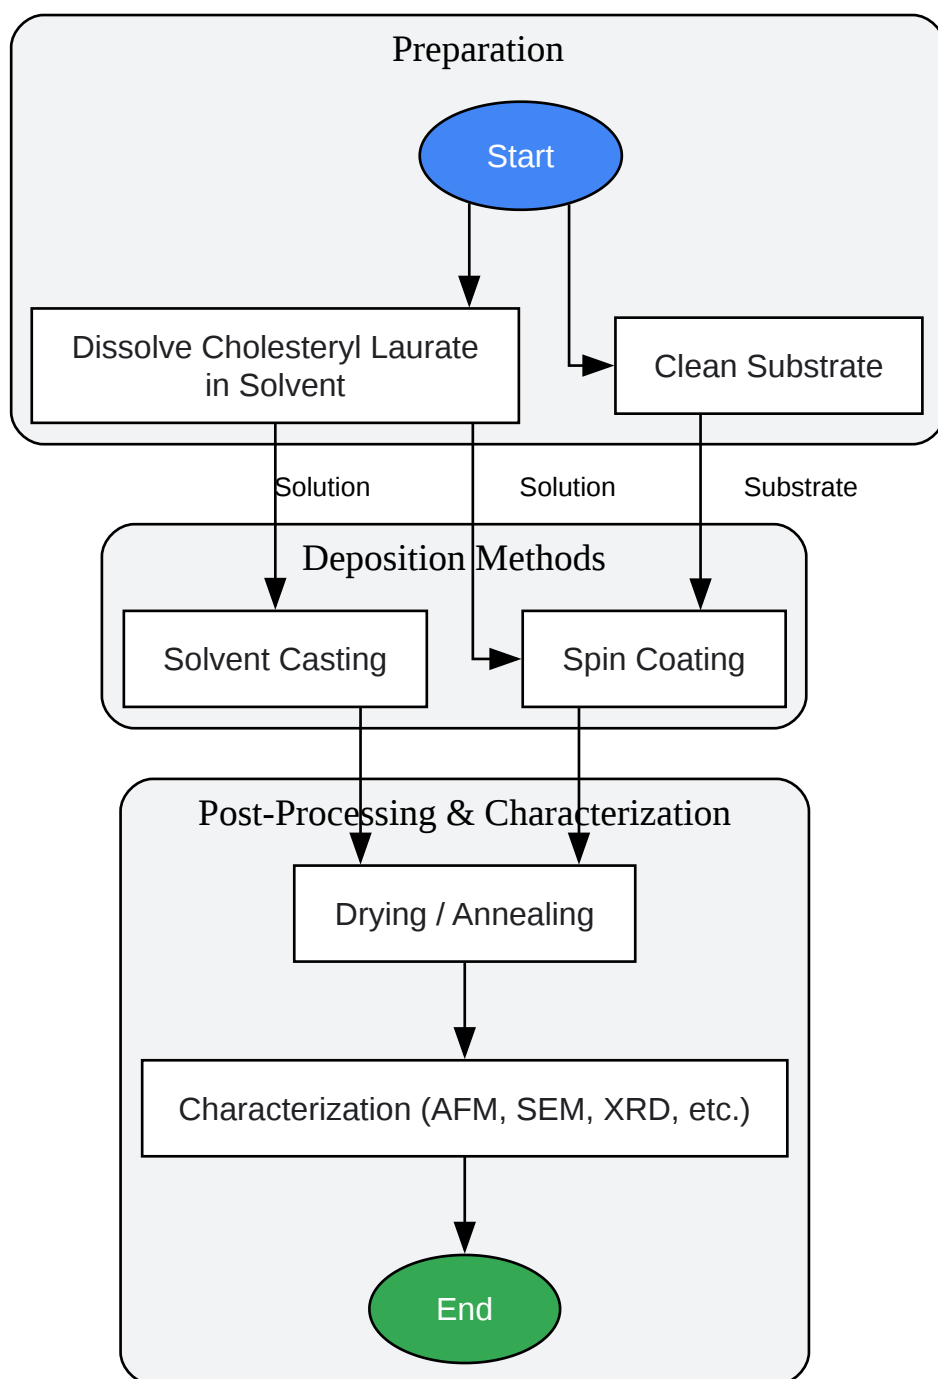 Preparation
Start
Dissolve Cholesteryl Laurate
in Solvent
Clean Substrate
Solution
Solution
Substrate
Deposition Methods
Solvent Casting
Spin Coating
Post-Processing & Characterization
Drying / Annealing
Characterization (AFM, SEM, XRD, etc.)
End